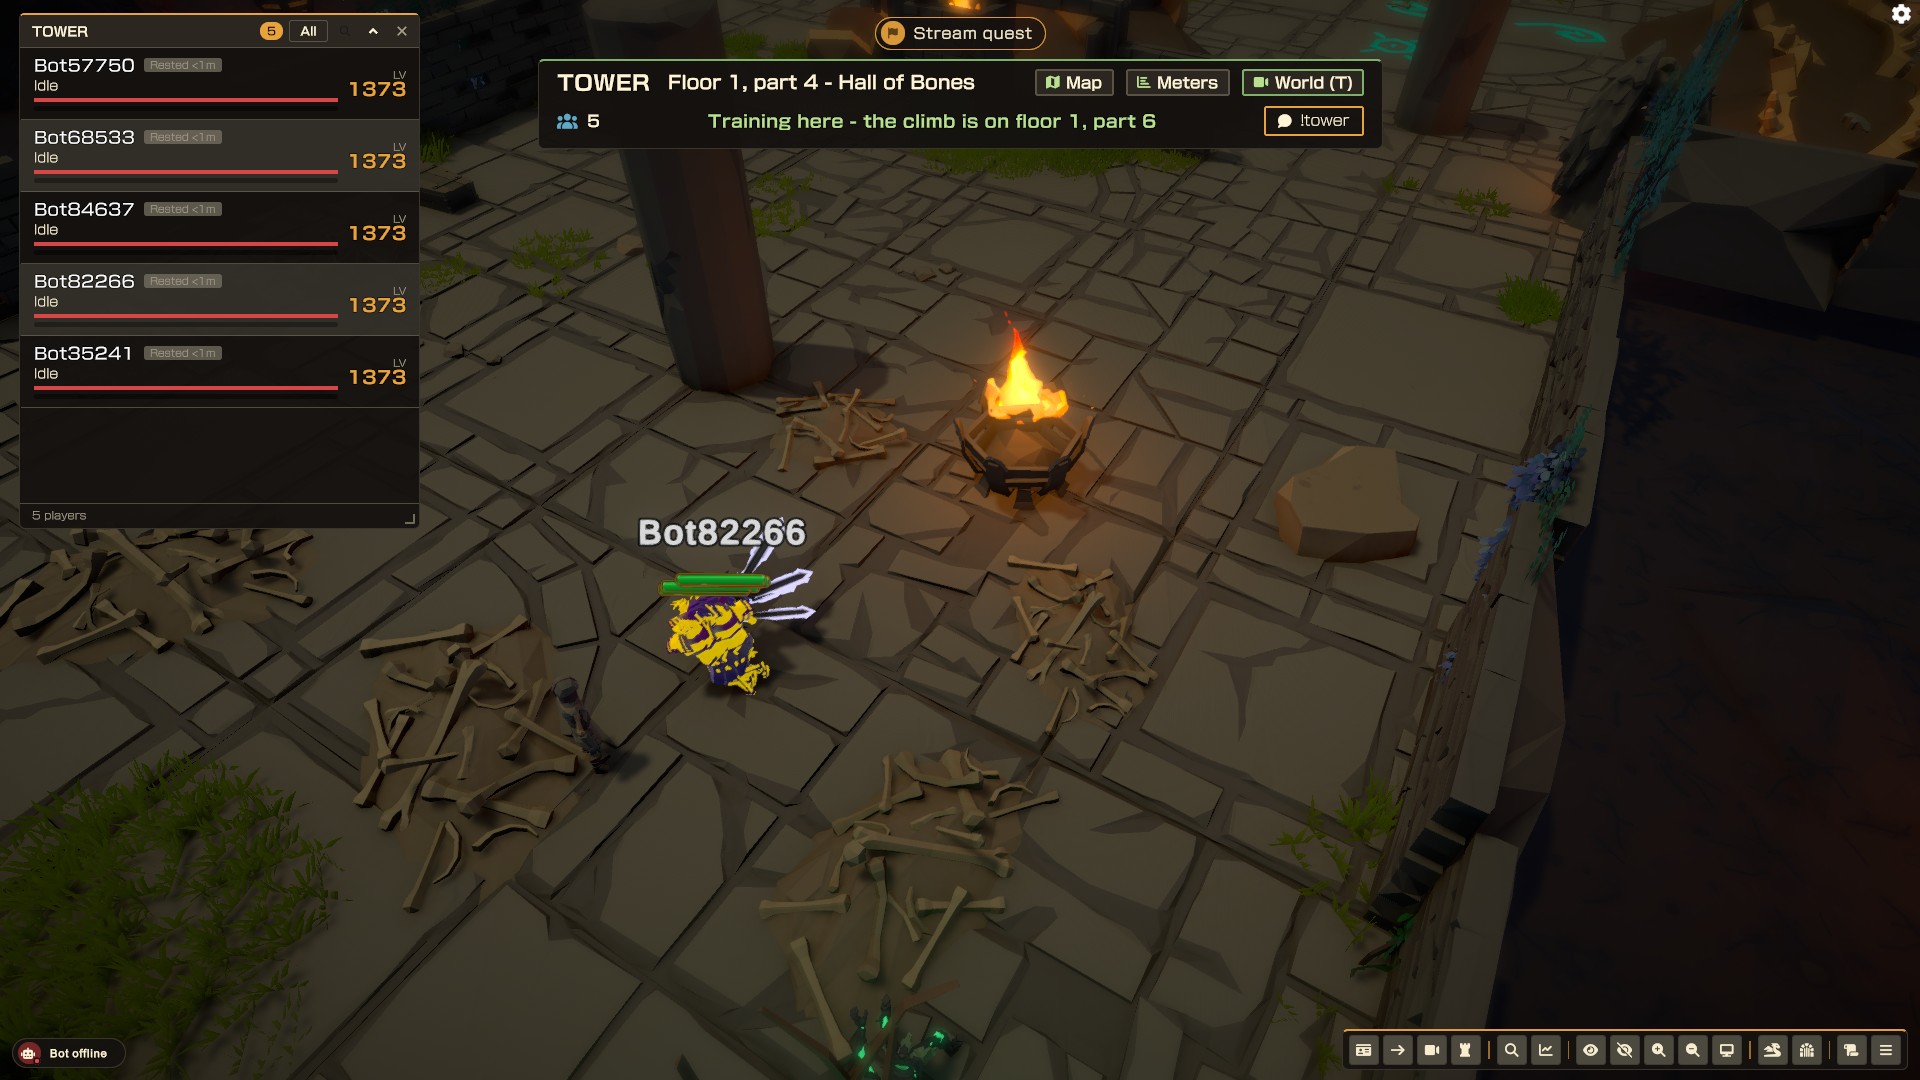 TOWER 5 All
Bot57750 Rested <1m
Idle
LV
1373
Bot68533 Rested <1m
Idle
LV
1373
Bot84637 Rested <1m
Idle
LV
1373
Bot82266 Rested <1m
Idle
LV
1373
Bot35241 Rested <1m
Idle
LV
1373
5 players
Stream quest
TOWER Floor 1, part 4 - Hall of Bones Map Meters World (T)
5 Training here - the climb is on floor 1, part 6 !tower
Bot82266
Bot offline